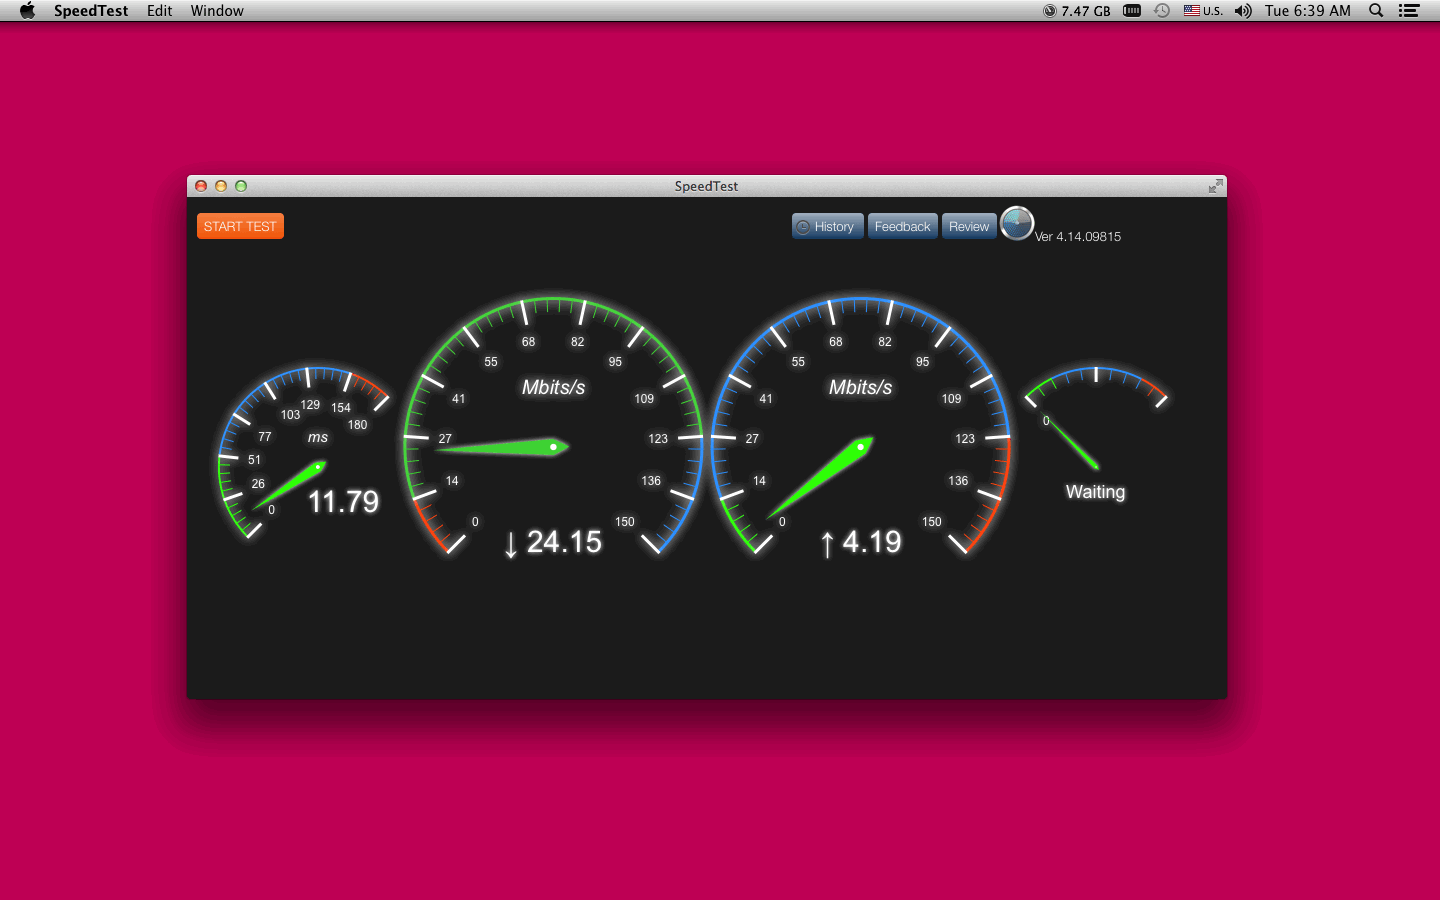 SpeedTest Edit Window 7.47 GB U.S. Tue 6:39 AM
SpeedTest
START TEST History Feedback Review Ver 4.14.09815
0 26 51 77 103 129 154 180
ms
11.79
0 14 27 41 55 68 82 95 109 123 136 150
Mbits/s
↓ 24.15
0 14 27 41 55 68 82 95 109 123 136 150
Mbits/s
↑ 4.19
0
Waiting